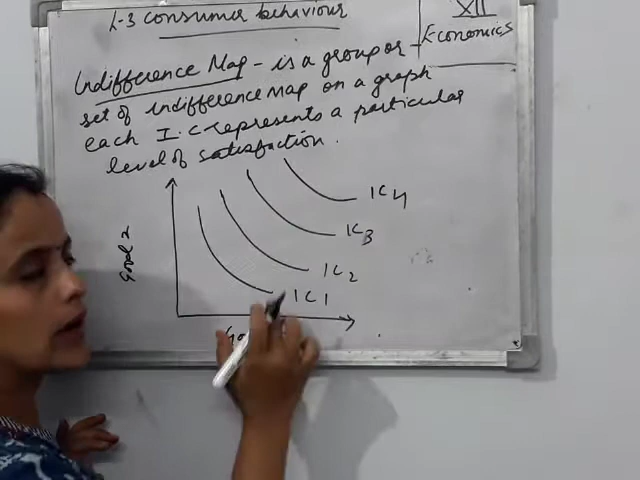 L-3 Consumer behaviour
XII
Economics
Indifference Map - is a group or
set of indifference map on a graph
each I.C represents a particular
level of satisfaction.
IC4
IC3
IC2
IC1
Good 2